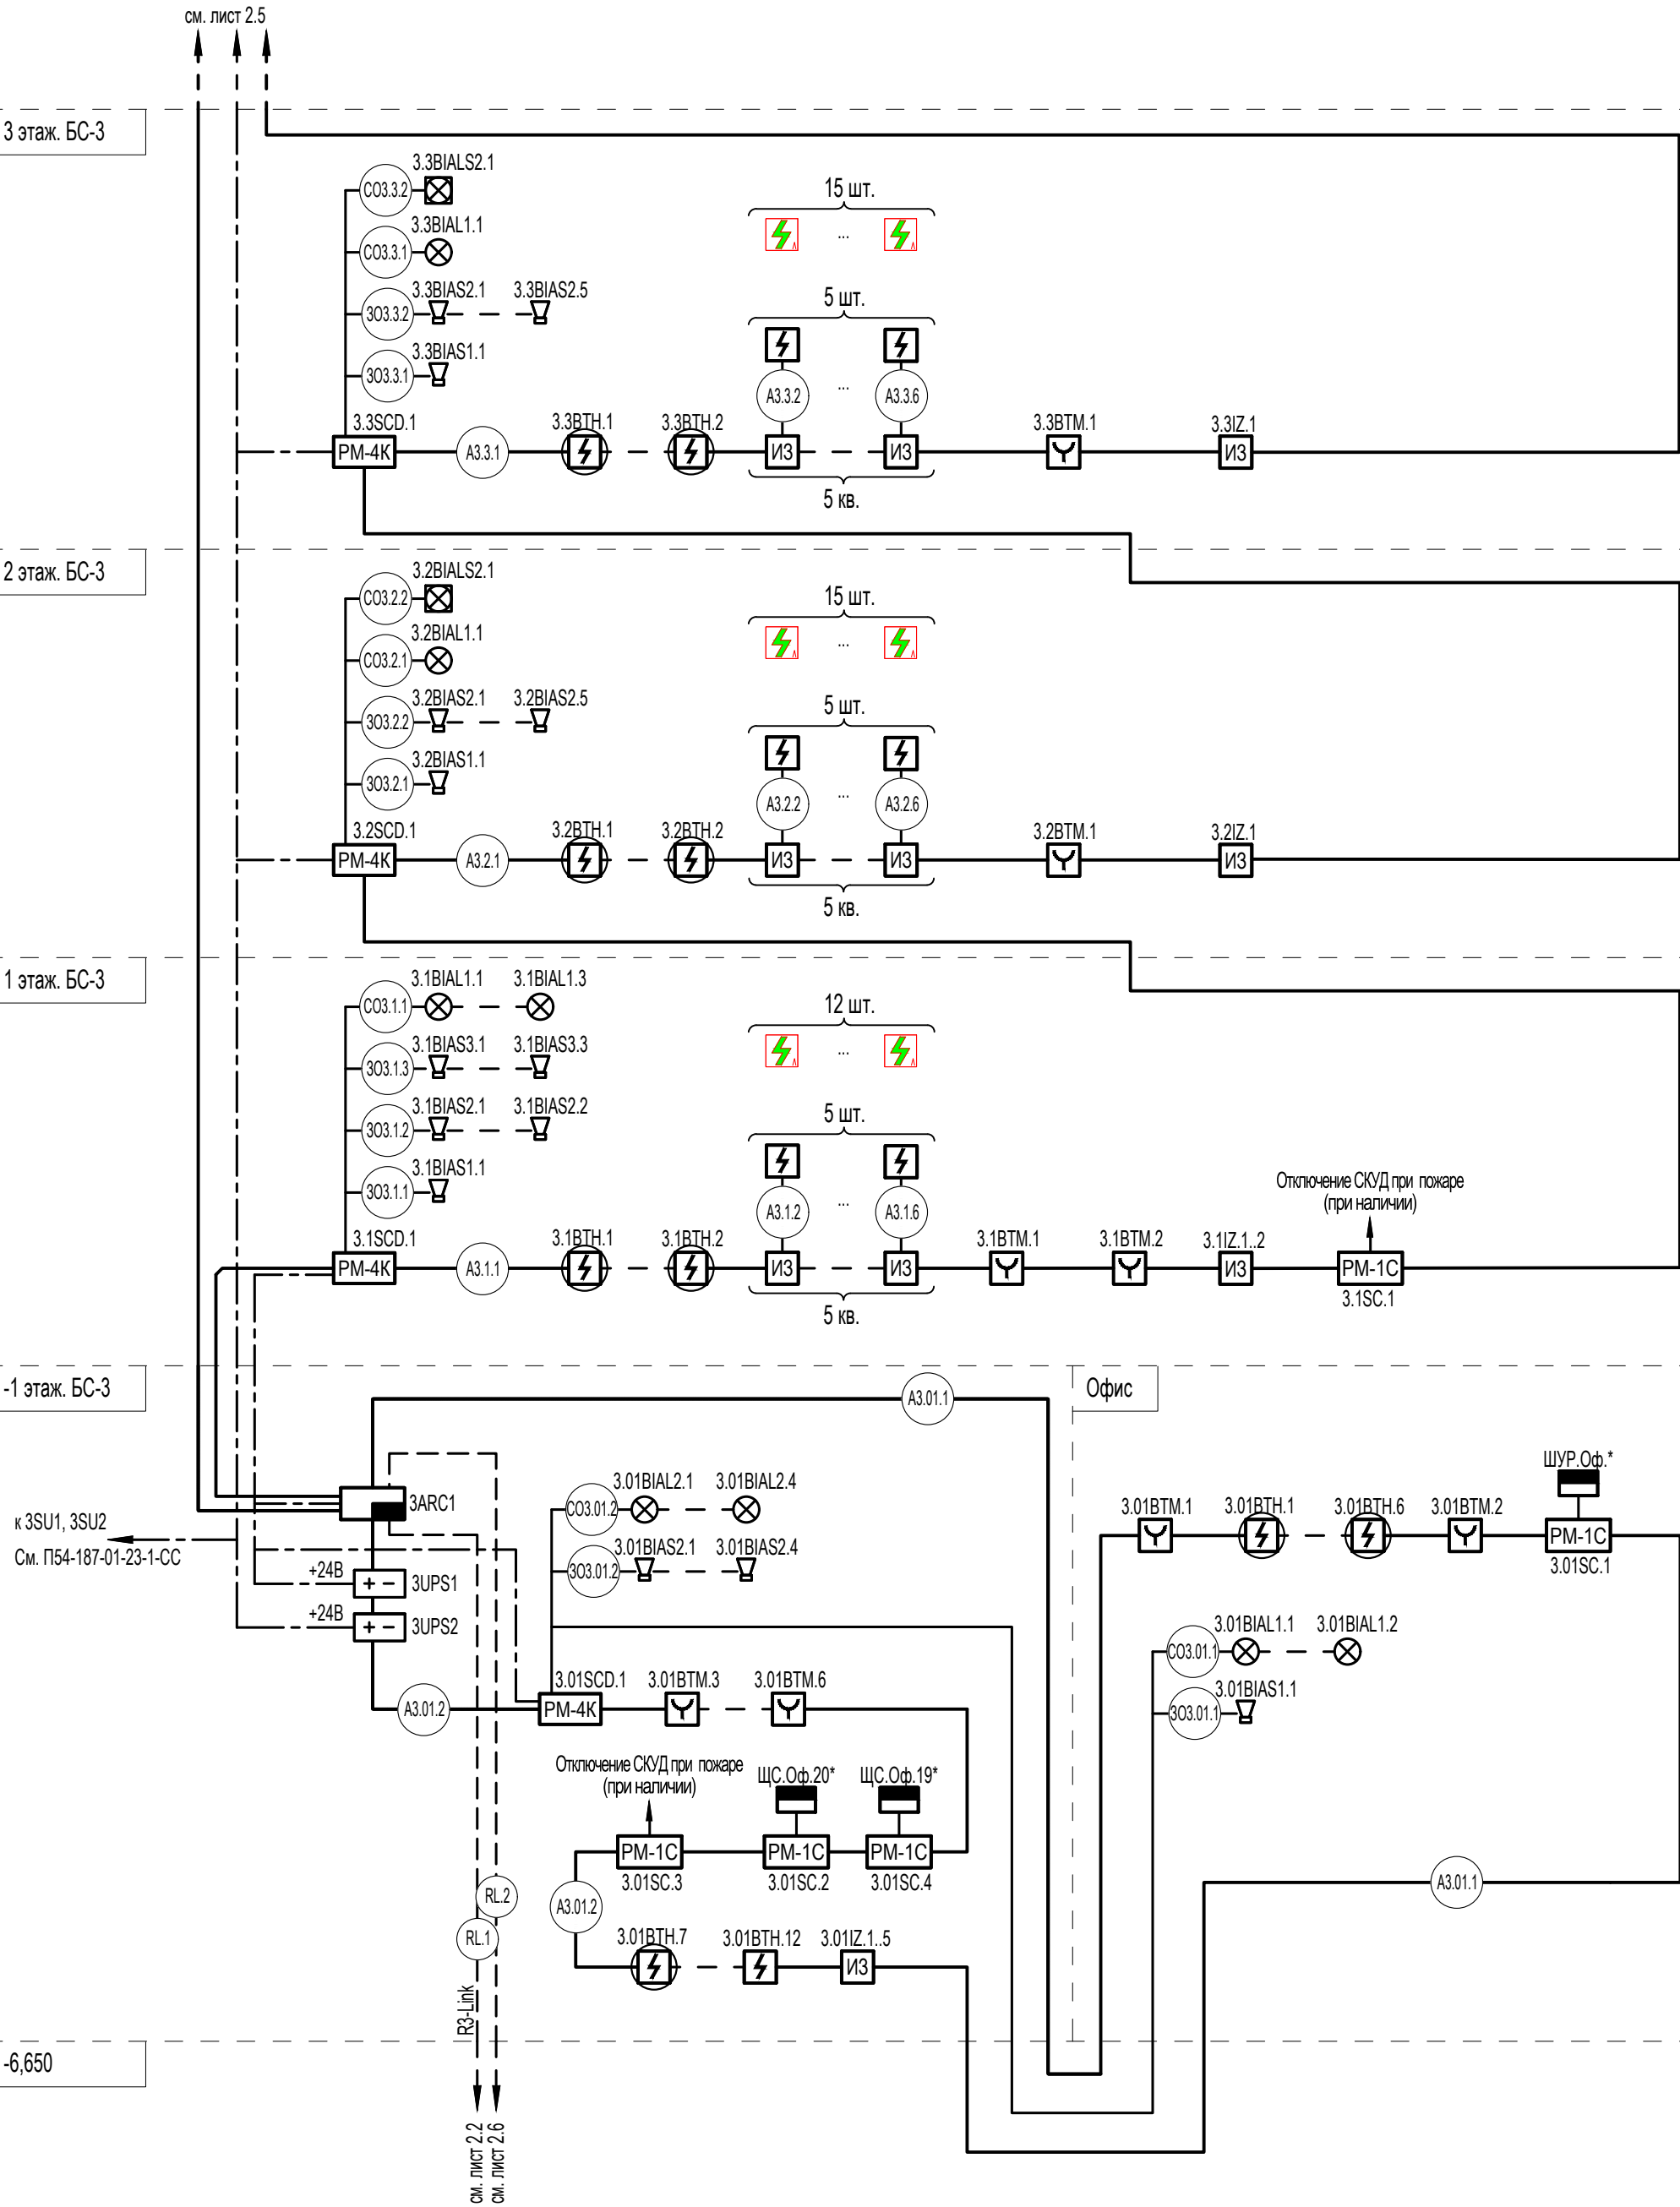 см. лист 2.5
3 этаж. БС-3
3.3BIALS2.1
СО3.3.2
3.3BIAL1.1
СО3.3.1
3.3BIAS2.1
3.3BIAS2.5
ЗО3.3.2
3.3BIAS1.1
ЗО3.3.1
15 шт.
...
5 шт.
А3.3.2
...
А3.3.6
3.3SCD.1
РМ-4К
А3.3.1
3.3BTH.1
3.3BTH.2
ИЗ
ИЗ
5 кв.
3.3BTM.1
3.3IZ.1
ИЗ
2 этаж. БС-3
3.2BIALS2.1
СО3.2.2
3.2BIAL1.1
СО3.2.1
3.2BIAS2.1
3.2BIAS2.5
ЗО3.2.2
3.2BIAS1.1
ЗО3.2.1
15 шт.
...
5 шт.
А3.2.2
...
А3.2.6
3.2SCD.1
РМ-4К
А3.2.1
3.2BTH.1
3.2BTH.2
ИЗ
ИЗ
5 кв.
3.2BTM.1
3.2IZ.1
ИЗ
1 этаж. БС-3
3.1BIAL1.1
3.1BIAL1.3
СО3.1.1
3.1BIAS3.1
3.1BIAS3.3
ЗО3.1.3
3.1BIAS2.1
3.1BIAS2.2
ЗО3.1.2
3.1BIAS1.1
ЗО3.1.1
12 шт.
...
5 шт.
А3.1.2
...
А3.1.6
3.1SCD.1
РМ-4К
А3.1.1
3.1BTH.1
3.1BTH.2
ИЗ
ИЗ
5 кв.
3.1BTM.1
3.1BTM.2
3.1IZ.1..2
ИЗ
Отключение СКУД при пожаре
(при наличии)
РМ-1С
3.1SC.1
-1 этаж. БС-3
Офис
А3.01.1
3ARC1
к 3SU1, 3SU2
См. П54-187-01-23-1-СС
+24В
3UPS1
+24В
3UPS2
3.01BIAL2.1
3.01BIAL2.4
СО3.01.2
3.01BIAS2.1
3.01BIAS2.4
ЗО3.01.2
ШУР.Оф.*
3.01BTM.1
3.01BTH.1
3.01BTH.6
3.01BTM.2
РМ-1С
3.01SC.1
3.01BIAL1.1
3.01BIAL1.2
СО3.01.1
3.01BIAS1.1
ЗО3.01.1
А3.01.2
3.01SCD.1
РМ-4К
3.01BTM.3
3.01BTM.6
Отключение СКУД при пожаре
(при наличии)
ЩС.Оф.20*
ЩС.Оф.19*
РМ-1С
РМ-1С
РМ-1С
3.01SC.3
3.01SC.2
3.01SC.4
А3.01.1
RL.2
А3.01.2
RL.1
3.01BTH.7
3.01BTH.12
3.01IZ.1..5
ИЗ
R3-Link
-6,650
см. лист 2.2
см. лист 2.6